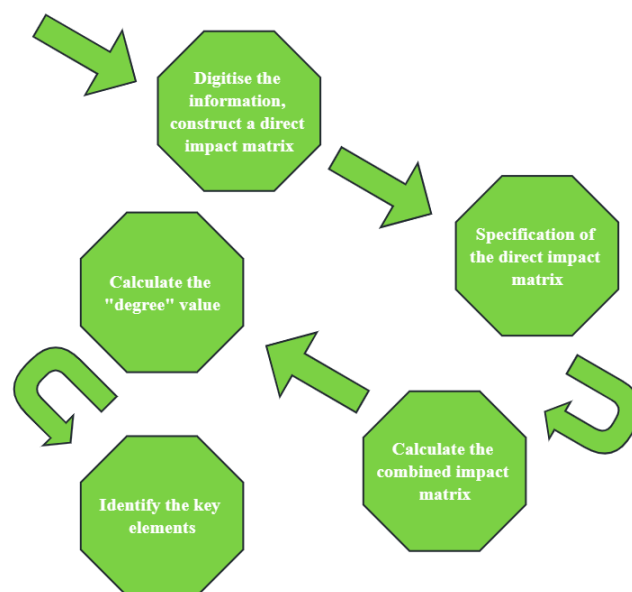 Digitise the
information,
construct a direct
impact matrix
Specification of
the direct impact
matrix
Calculate the
combined impact
matrix
Calculate the
"degree" value
Identify the key
elements